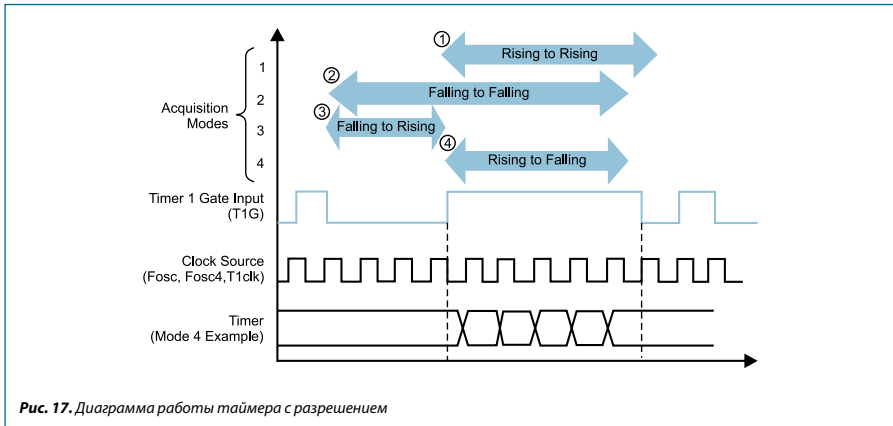 ①
Rising to Rising
1
②
Falling to Falling
2
Acquisition
Modes
③
Falling to Rising
3
④
Rising to Falling
4
Timer 1 Gate Input
(T1G)
Clock Source
(Fosc, Fosc4,T1clk)
Timer
(Mode 4 Example)
Рис. 17. Диаграмма работы таймера с разрешением